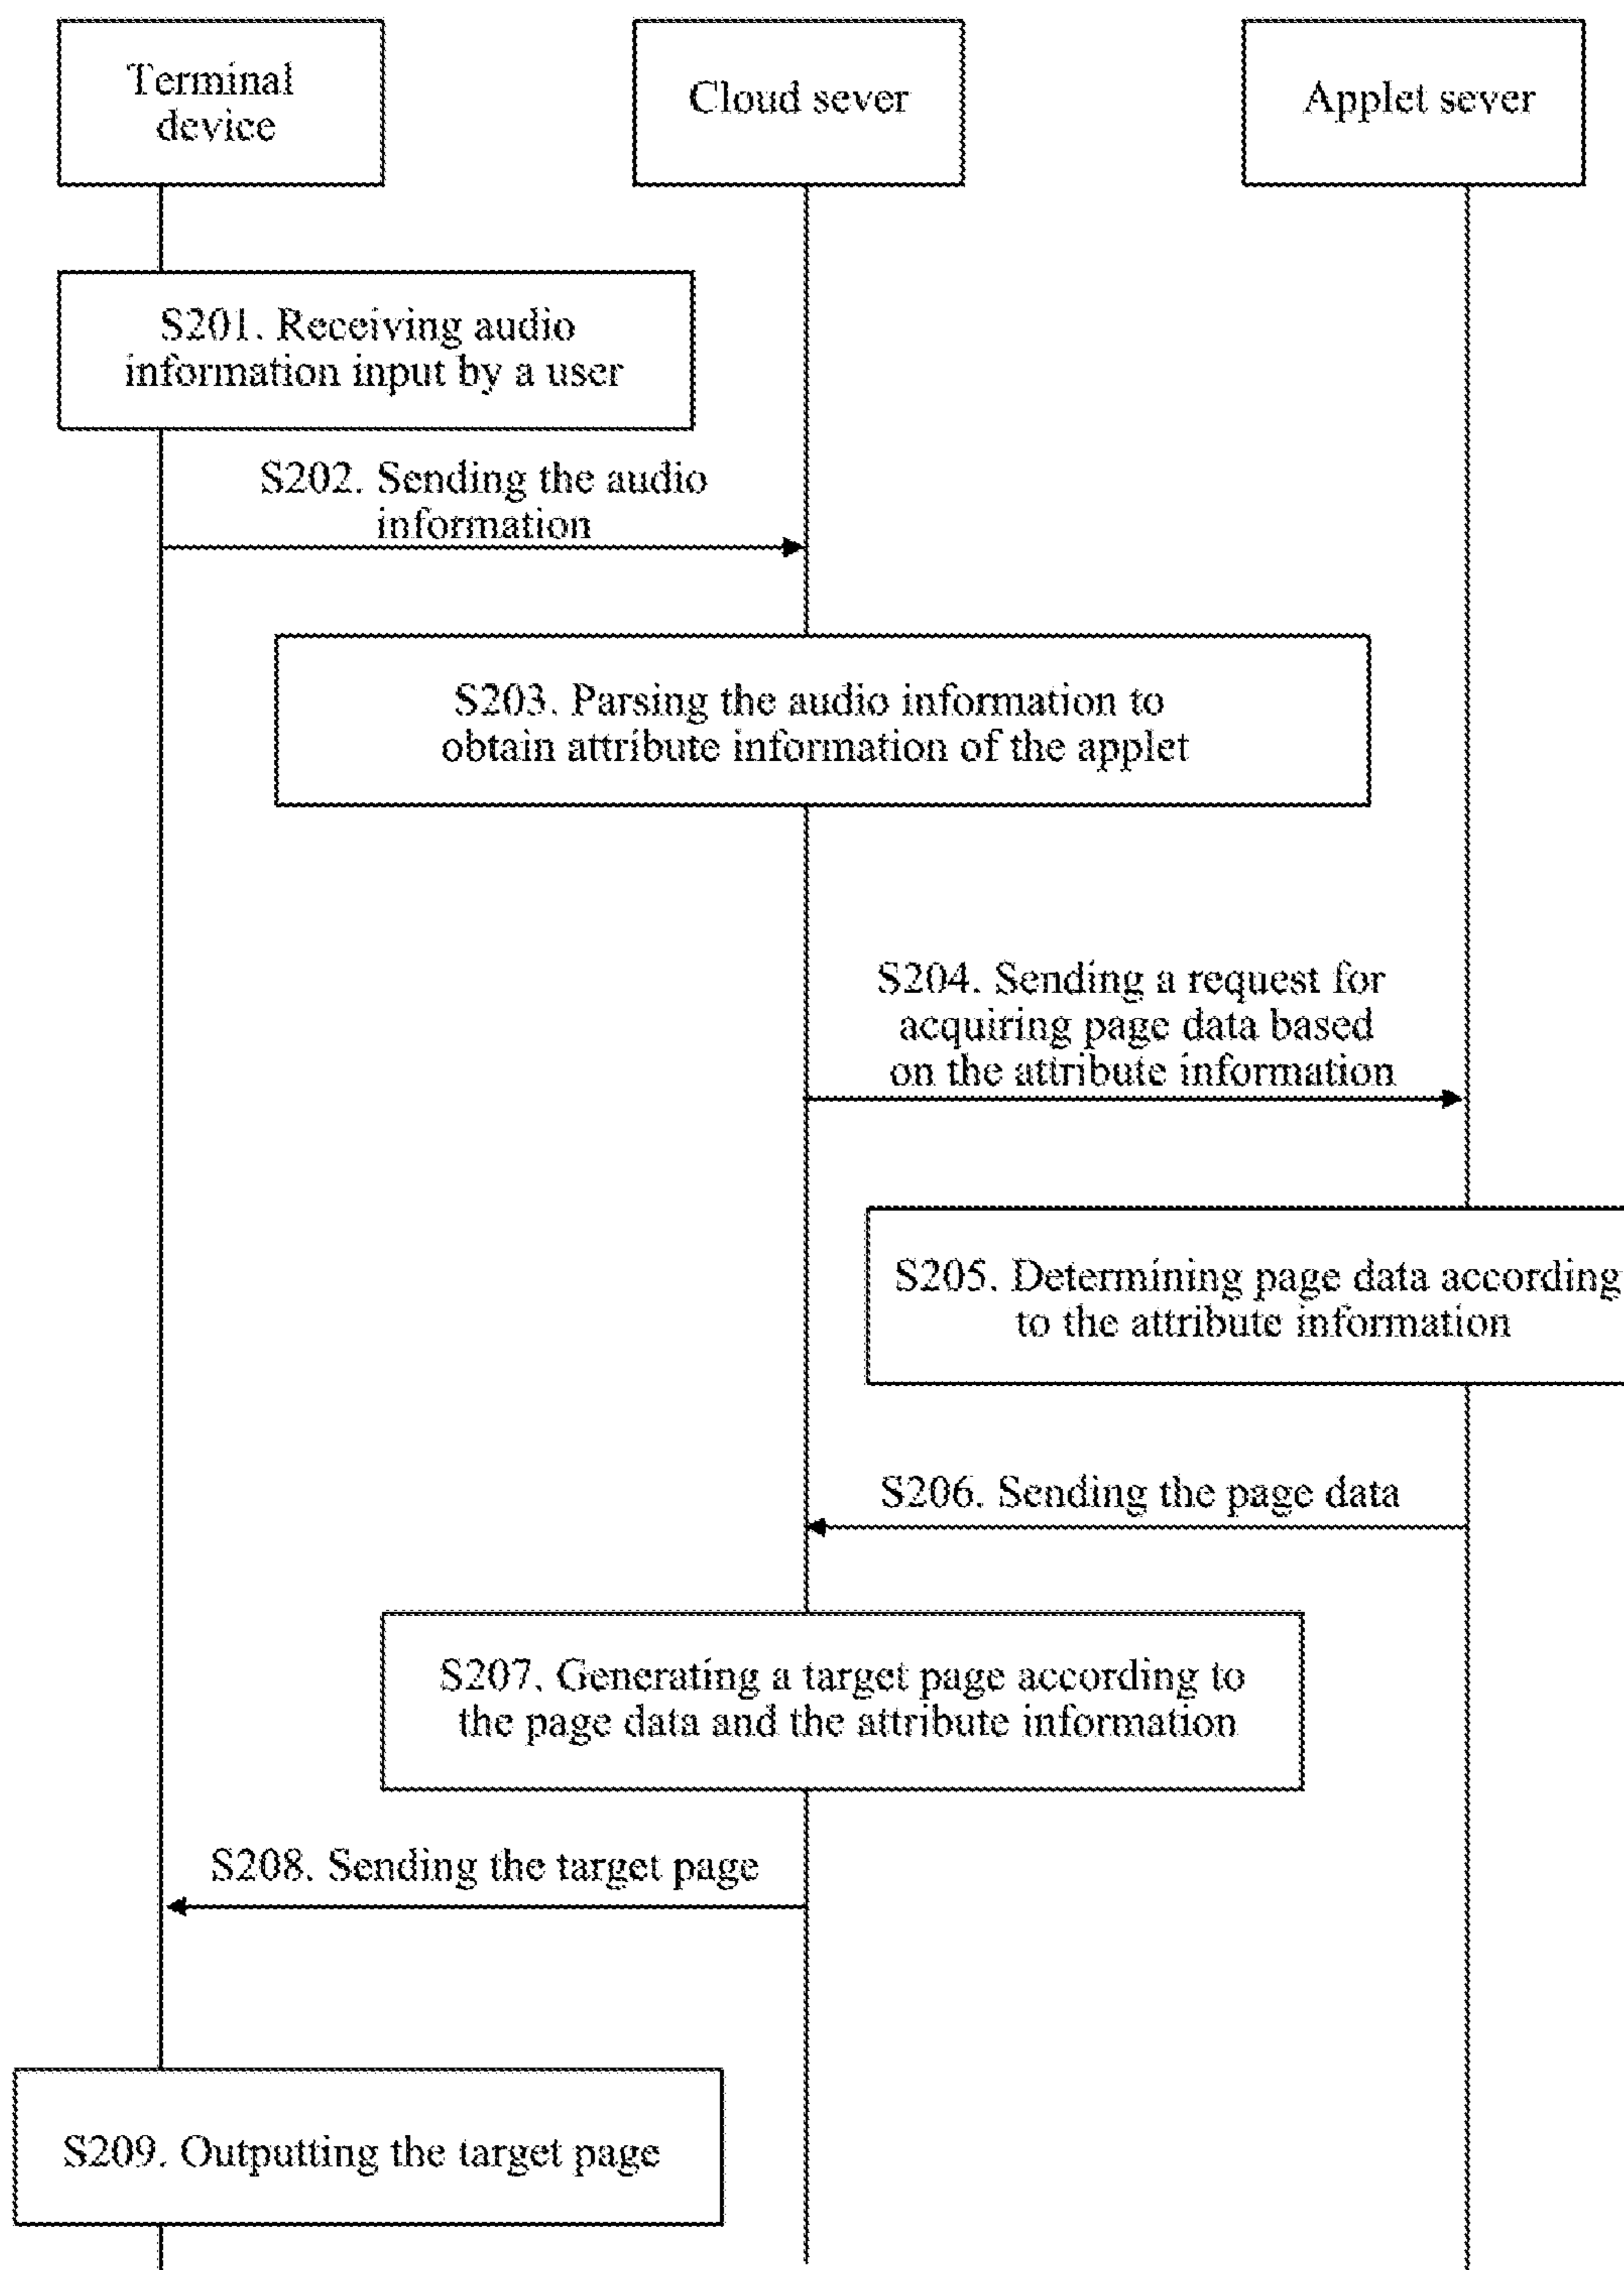 Terminal
device
Cloud sever
Applet sever
S201. Receiving audio
information input by a user
S202. Sending the audio
information
S203. Parsing the audio information to
obtain attribute information of the applet
S204. Sending a request for
acquiring page data based
on the attribute information
S205. Determining page data according
to the attribute information
S206. Sending the page data
S207. Generating a target page according to
the page data and the attribute information
S208. Sending the target page
S209. Outputting the target page